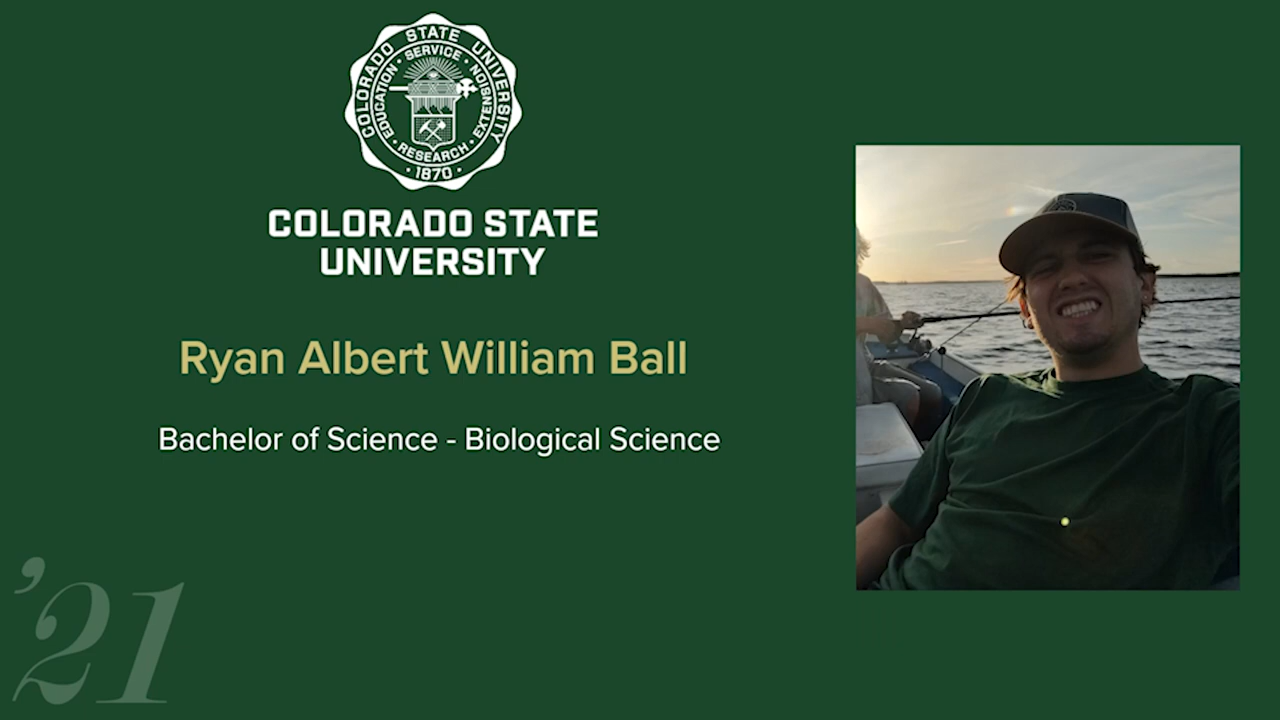 COLORADO STATE UNIVERSITY
EDUCATION · SERVICE · EXTENSION
· RESEARCH ·
· 1870 ·
COLORADO STATE
UNIVERSITY
Ryan Albert William Ball
Bachelor of Science - Biological Science
’21